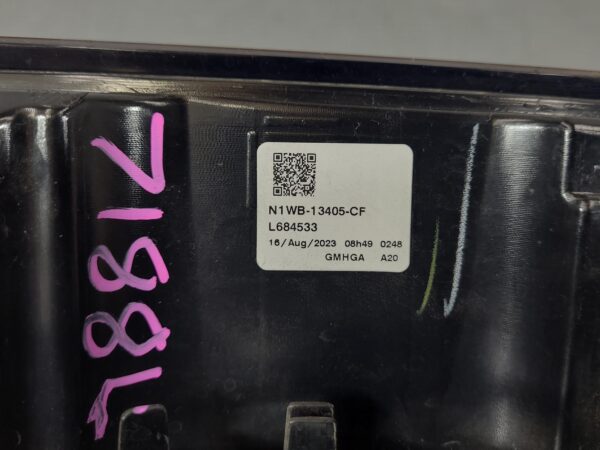 N1WB-13405-CF
L684533
16/Aug/2023 08h49 0248
GMHGA A20